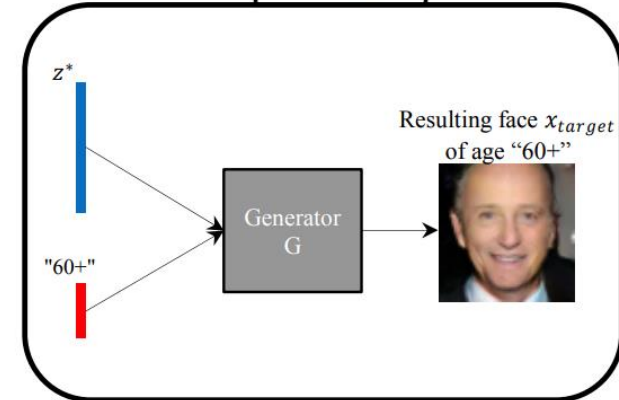 z*
Resulting face x_target
of age “60+”
Generator
G
"60+"